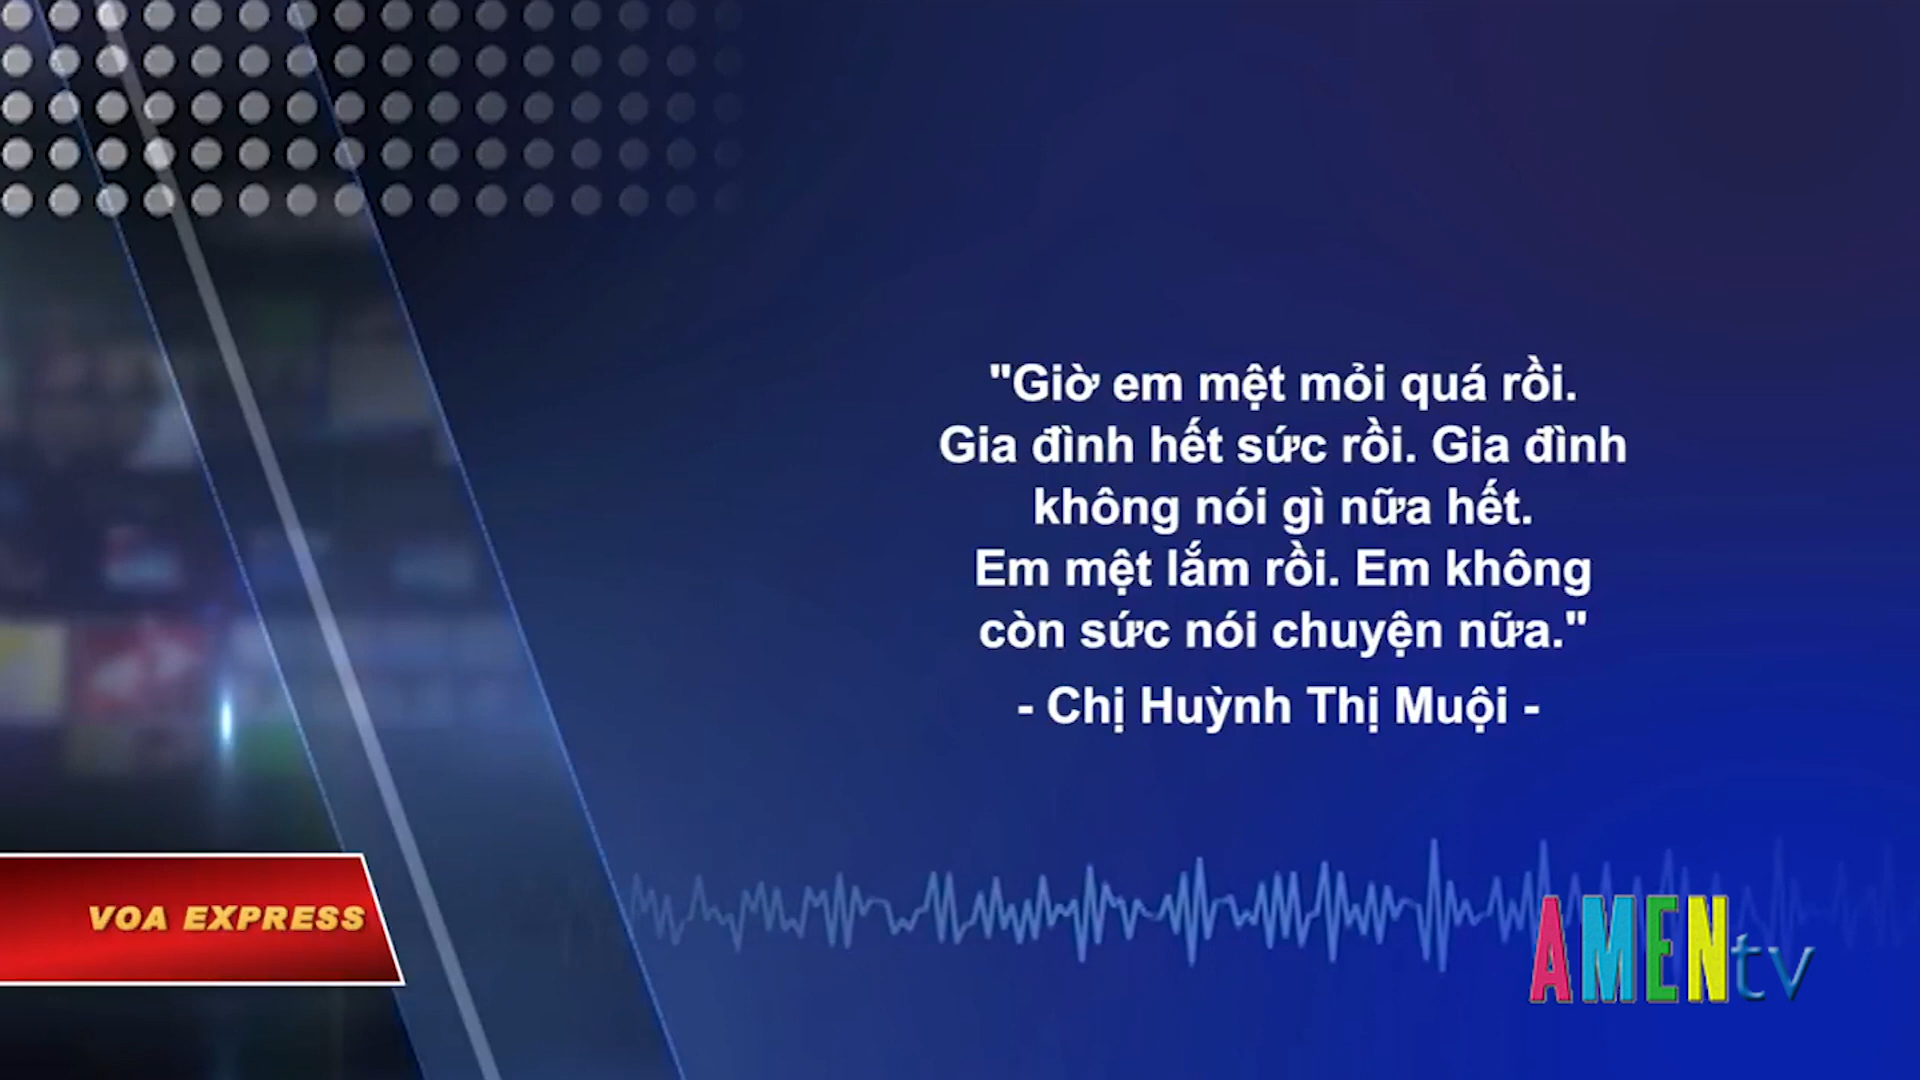 "Giờ em mệt mỏi quá rồi.
Gia đình hết sức rồi. Gia đình
không nói gì nữa hết.
Em mệt lắm rồi. Em không
còn sức nói chuyện nữa."
- Chị Huỳnh Thị Muội -
VOA EXPRESS
AMENtv